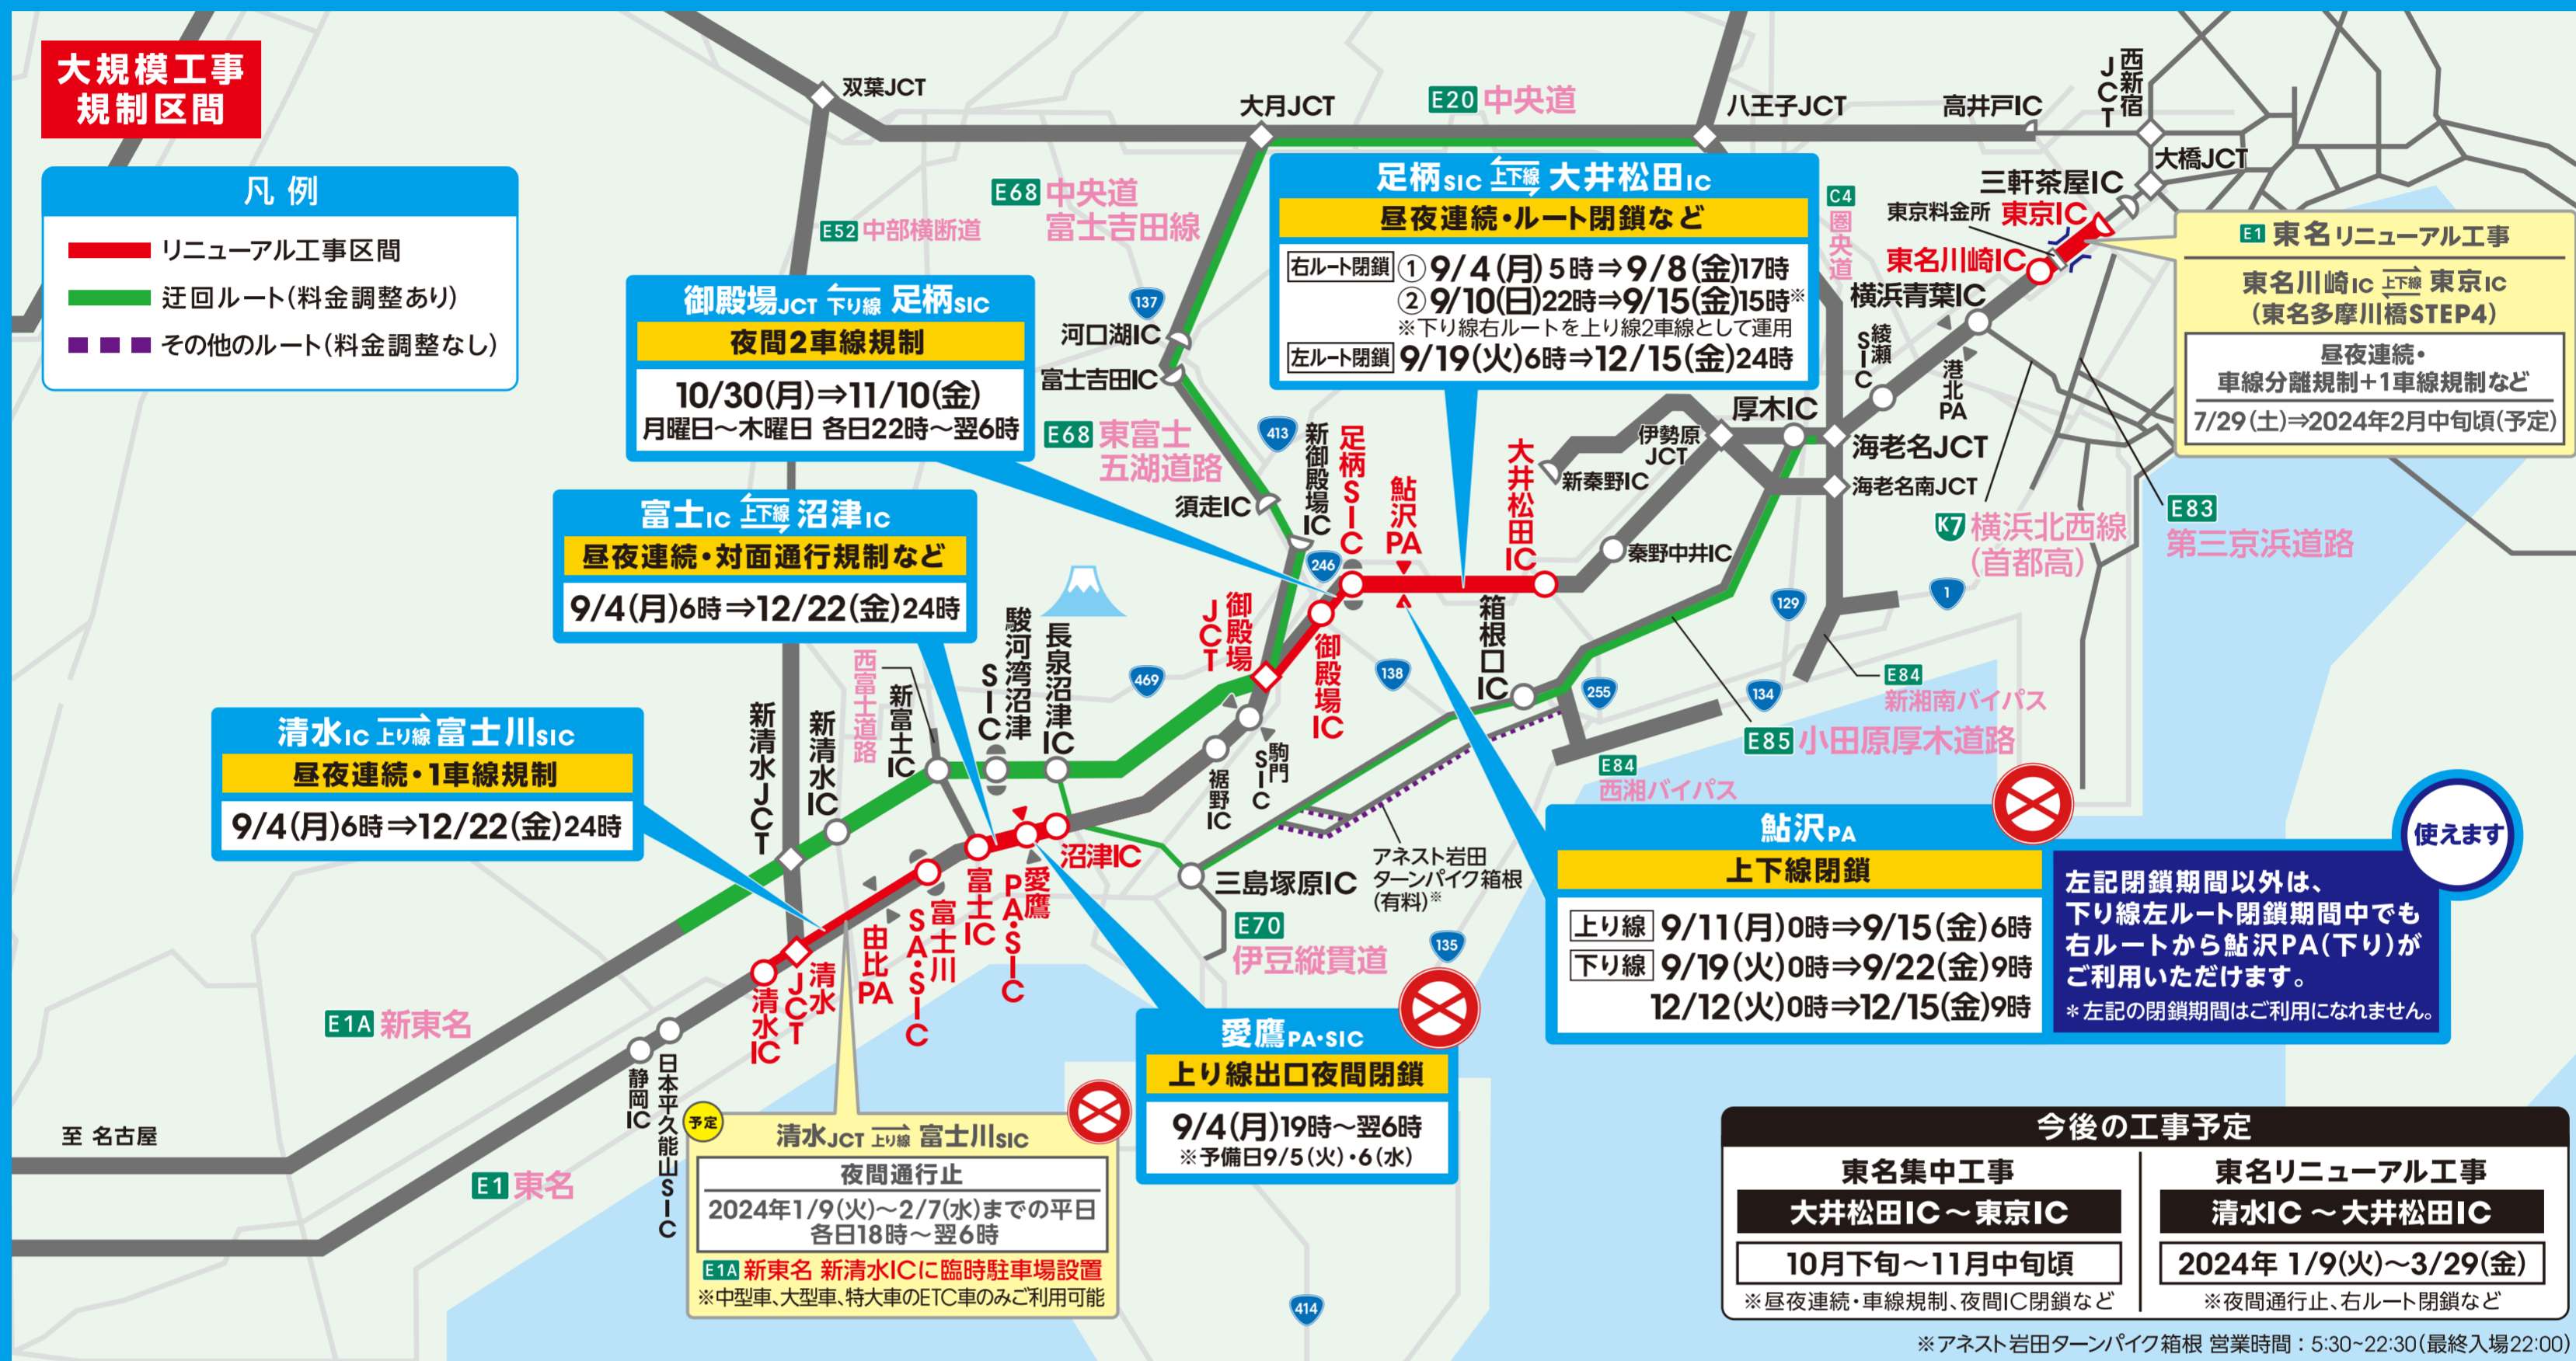 大規模工事
規制区間
凡例
リニューアル工事区間
迂回ルート(料金調整あり)
その他のルート(料金調整なし)
双葉JCT
大月JCT
E20 中央道
八王子JCT
高井戸IC
西新宿JCT
大橋JCT
三軒茶屋IC
東京料金所
東京IC
東名川崎IC
横浜青葉IC
綾瀬SIC
港北PA
C4 圏央道
E52 中部横断道
E68 中央道
富士吉田線
137
河口湖IC
富士吉田IC
E68 東富士
五湖道路
413
須走IC
新御殿場IC
246
足柄SIC
鮎沢PA
大井松田IC
新秦野IC
伊勢原JCT
厚木IC
海老名JCT
海老名南JCT
秦野中井IC
K7 横浜北西線
(首都高)
E83
第三京浜道路
129
1
E84
新湘南バイパス
134
255
E85 小田原厚木道路
E84
西湘バイパス
箱根口IC
138
御殿場JCT
御殿場IC
469
駒門SIC
裾野IC
長泉沼津IC
駿河湾沼津SIC
新富士IC
西富士道路
新清水IC
新清水JCT
沼津IC
愛鷹PA・SIC
富士IC
富士川SA・SIC
由比PA
清水JCT
清水IC
三島塚原IC
アネスト岩田
ターンパイク箱根
(有料)※
E70
伊豆縦貫道
135
414
E1A 新東名
E1 東名
至 名古屋
静岡IC
日本平久能山SIC
足柄SIC 上下線 大井松田IC
昼夜連続・ルート閉鎖など
右ルート閉鎖 ①9/4(月)5時⇒9/8(金)17時
②9/10(日)22時⇒9/15(金)15時※
※下り線右ルートを上り線2車線として運用
左ルート閉鎖 9/19(火)6時⇒12/15(金)24時
御殿場JCT 下り線 足柄SIC
夜間2車線規制
10/30(月)⇒11/10(金)
月曜日〜木曜日 各日22時〜翌6時
富士IC 上下線 沼津IC
昼夜連続・対面通行規制など
9/4(月)6時⇒12/22(金)24時
清水IC 上り線 富士川SIC
昼夜連続・1車線規制
9/4(月)6時⇒12/22(金)24時
E1 東名リニューアル工事
東名川崎IC 上下線 東京IC
(東名多摩川橋STEP4)
昼夜連続・
車線分離規制+1車線規制など
7/29(土)⇒2024年2月中旬頃(予定)
鮎沢PA
上下線閉鎖
上り線 9/11(月)0時⇒9/15(金)6時
下り線 9/19(火)0時⇒9/22(金)9時
12/12(火)0時⇒12/15(金)9時
使えます
左記閉鎖期間以外は、
下り線左ルート閉鎖期間中でも
右ルートから鮎沢PA(下り)が
ご利用いただけます。
*左記の閉鎖期間はご利用になれません。
愛鷹PA・SIC
上り線出口夜間閉鎖
9/4(月)19時〜翌6時
※予備日9/5(火)・6(水)
予定
清水JCT 上り線 富士川SIC
夜間通行止
2024年1/9(火)〜2/7(水)までの平日
各日18時〜翌6時
E1A 新東名 新清水ICに臨時駐車場設置
※中型車、大型車、特大車のETC車のみご利用可能
今後の工事予定
東名集中工事
大井松田IC〜東京IC
10月下旬〜11月中旬頃
※昼夜連続・車線規制、夜間IC閉鎖など
東名リニューアル工事
清水IC〜大井松田IC
2024年 1/9(火)〜3/29(金)
※夜間通行止、右ルート閉鎖など
※アネスト岩田ターンパイク箱根 営業時間：5:30~22:30(最終入場22:00)